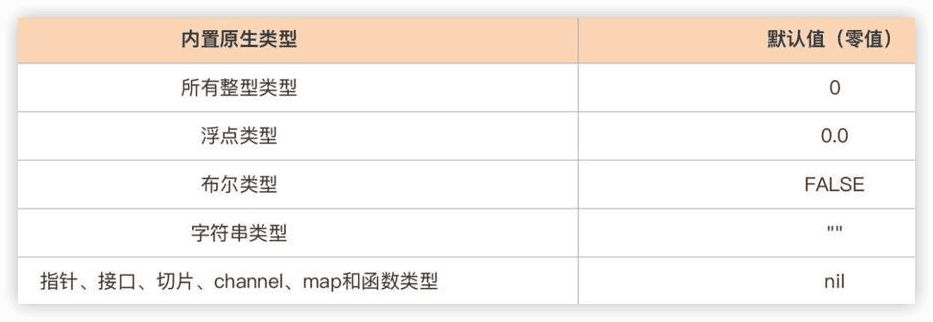 内置原生类型 默认值（零值）
所有整型类型 0
浮点类型 0.0
布尔类型 FALSE
字符串类型 ""
指针、接口、切片、channel、map和函数类型 nil